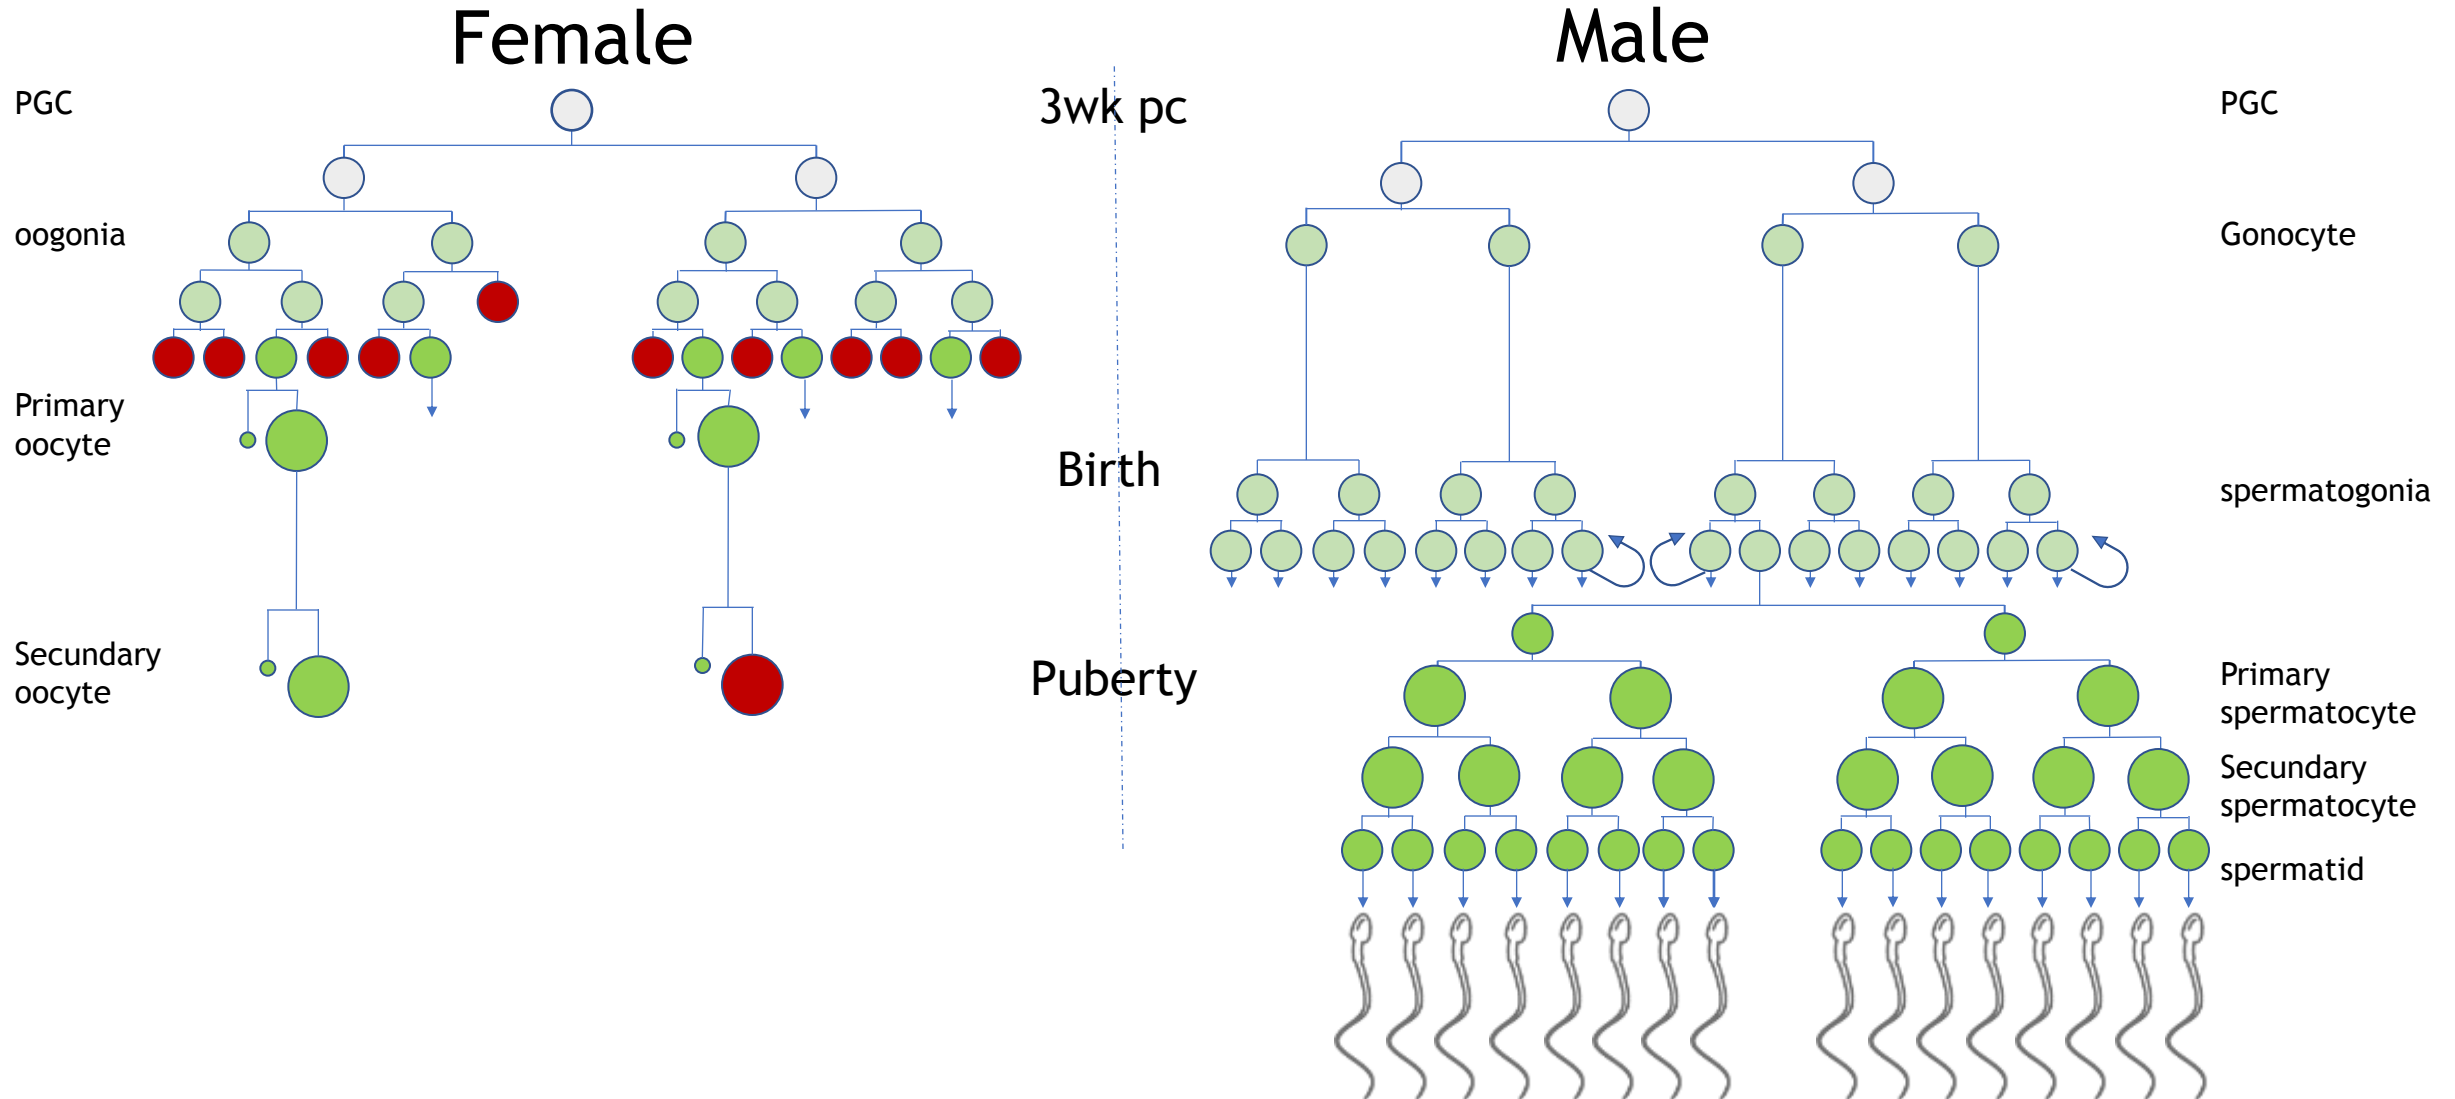 Female
Male
PGC
3wk pc
PGC
oogonia
Gonocyte
Primary
oocyte
Birth
spermatogonia
Secundary
oocyte
Puberty
Primary
spermatocyte
Secundary
spermatocyte
spermatid